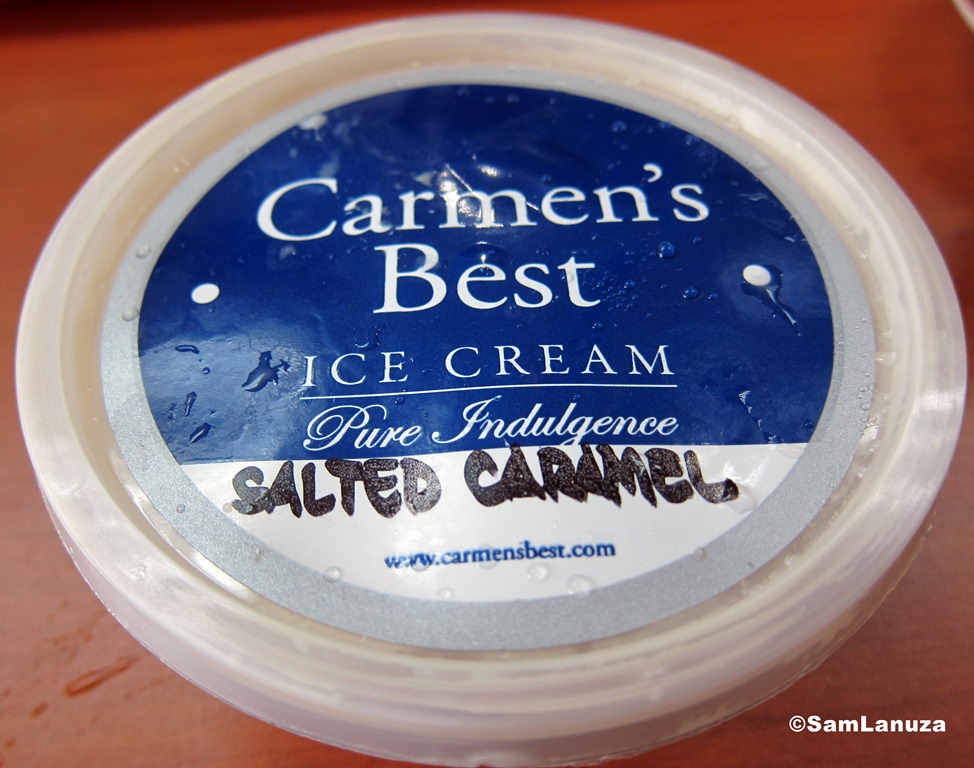 Carmen's
Best
ICE CREAM
Pure Indulgence
SALTED CARAMEL
www.carmensbest.com
©SamLanuza